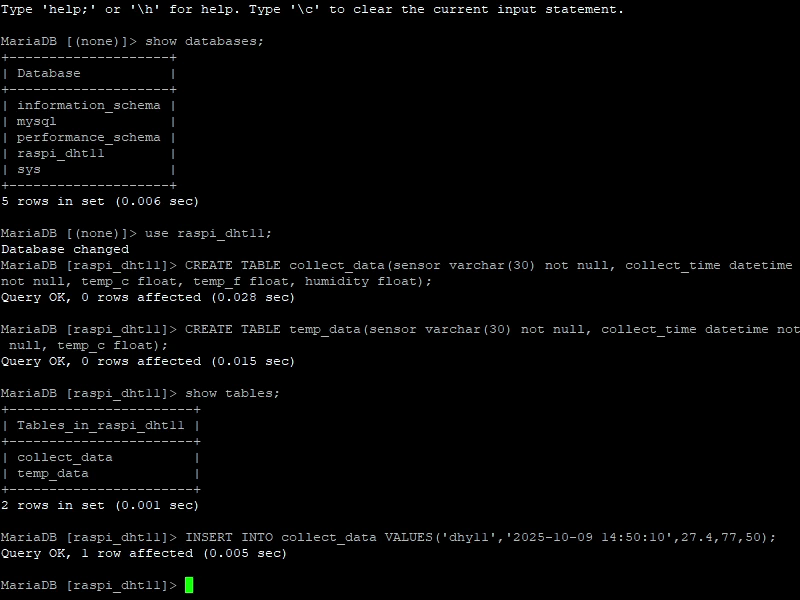 Type 'help;' or '\h' for help. Type '\c' to clear the current input statement.

MariaDB [(none)]> show databases;
+--------------------+
| Database           |
+--------------------+
| information_schema |
| mysql              |
| performance_schema |
| raspi_dht11        |
| sys                |
+--------------------+
5 rows in set (0.006 sec)

MariaDB [(none)]> use raspi_dht11;
Database changed
MariaDB [raspi_dht11]> CREATE TABLE collect_data(sensor varchar(30) not null, collect_time datetime
not null, temp_c float, temp_f float, humidity float);
Query OK, 0 rows affected (0.028 sec)

MariaDB [raspi_dht11]> CREATE TABLE temp_data(sensor varchar(30) not null, collect_time datetime not
 null, temp_c float);
Query OK, 0 rows affected (0.015 sec)

MariaDB [raspi_dht11]> show tables;
+-----------------------+
| Tables_in_raspi_dht11 |
+-----------------------+
| collect_data          |
| temp_data             |
+-----------------------+
2 rows in set (0.001 sec)

MariaDB [raspi_dht11]> INSERT INTO collect_data VALUES('dhy11','2025-10-09 14:50:10',27.4,77,50);
Query OK, 1 row affected (0.005 sec)

MariaDB [raspi_dht11]>